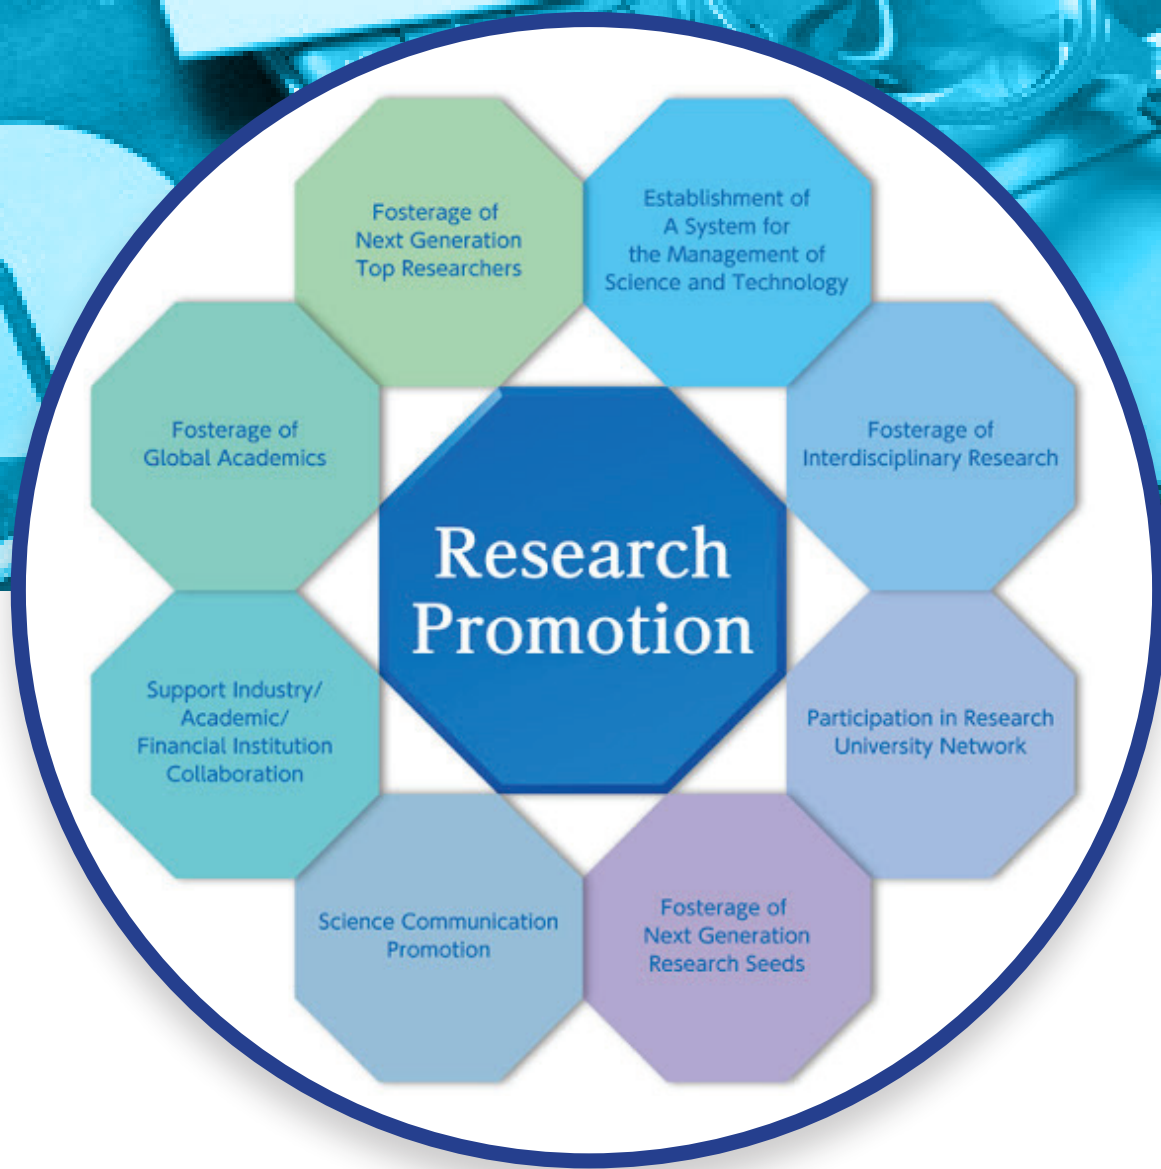 Fosterage of
Next Generation
Top Researchers
Establishment of
A System for
the Management of
Science and Technology
Fosterage of
Global Academics
Fosterage of
Interdisciplinary Research
Research
Promotion
Support Industry/
Academic/
Financial Institution
Collaboration
Participation in Research
University Network
Science Communication
Promotion
Fosterage of
Next Generation
Research Seeds